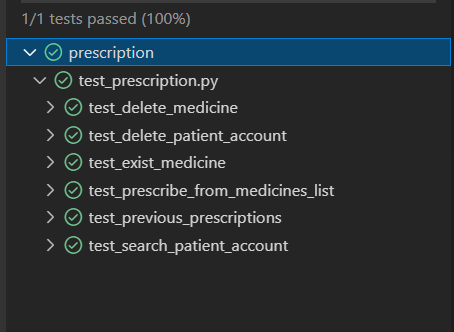 1/1 tests passed (100%)
prescription
test_prescription.py
test_delete_medicine
test_delete_patient_account
test_exist_medicine
test_prescribe_from_medicines_list
test_previous_prescriptions
test_search_patient_account